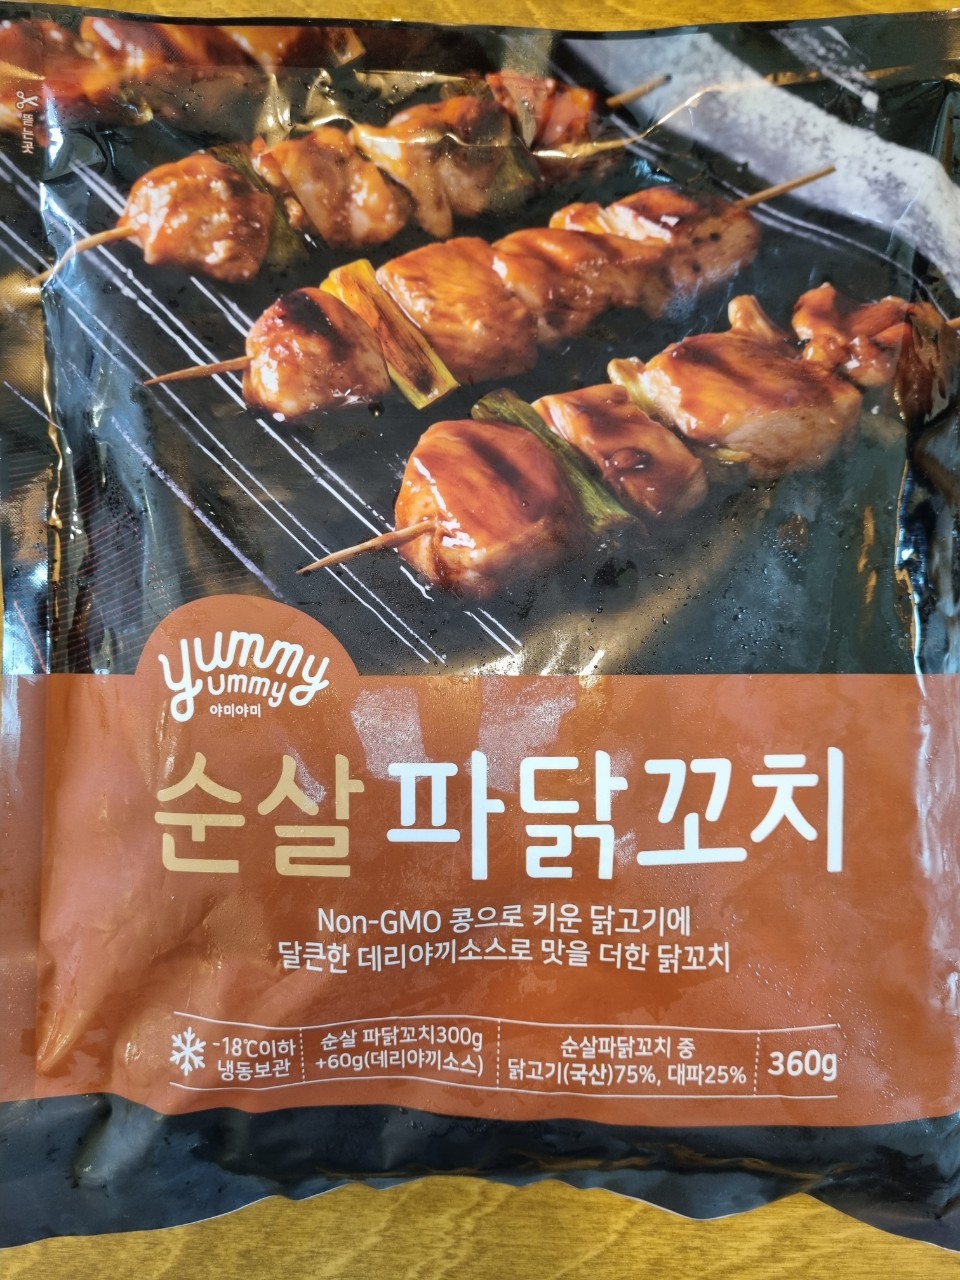 yummy
ummy
야미야미
순살 파닭꼬치
Non-GMO 콩으로 키운 닭고기에
달큰한 데리야끼소스로 맛을 더한 닭꼬치
-18℃이하
냉동보관
순살 파닭꼬치300g
+60g(데리야끼소스)
순살파닭꼬치 중
닭고기(국산)75%, 대파25%
360g